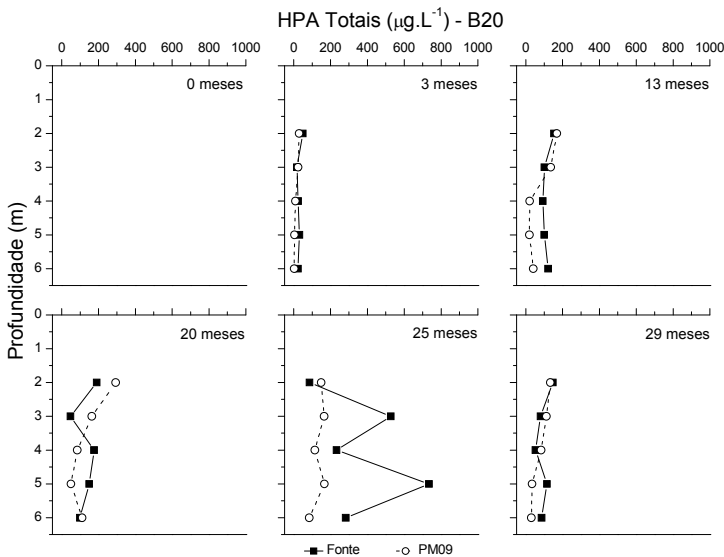 HPA Totais (μg.L⁻¹) - B20
0 200 400 600 800 1000
0 200 400 600 800 1000
0 200 400 600 800 1000
0
1
2
3
4
5
6
0 meses
3 meses
13 meses
Profundidade (m)
0
1
2
3
4
5
6
20 meses
25 meses
29 meses
Fonte
PM09